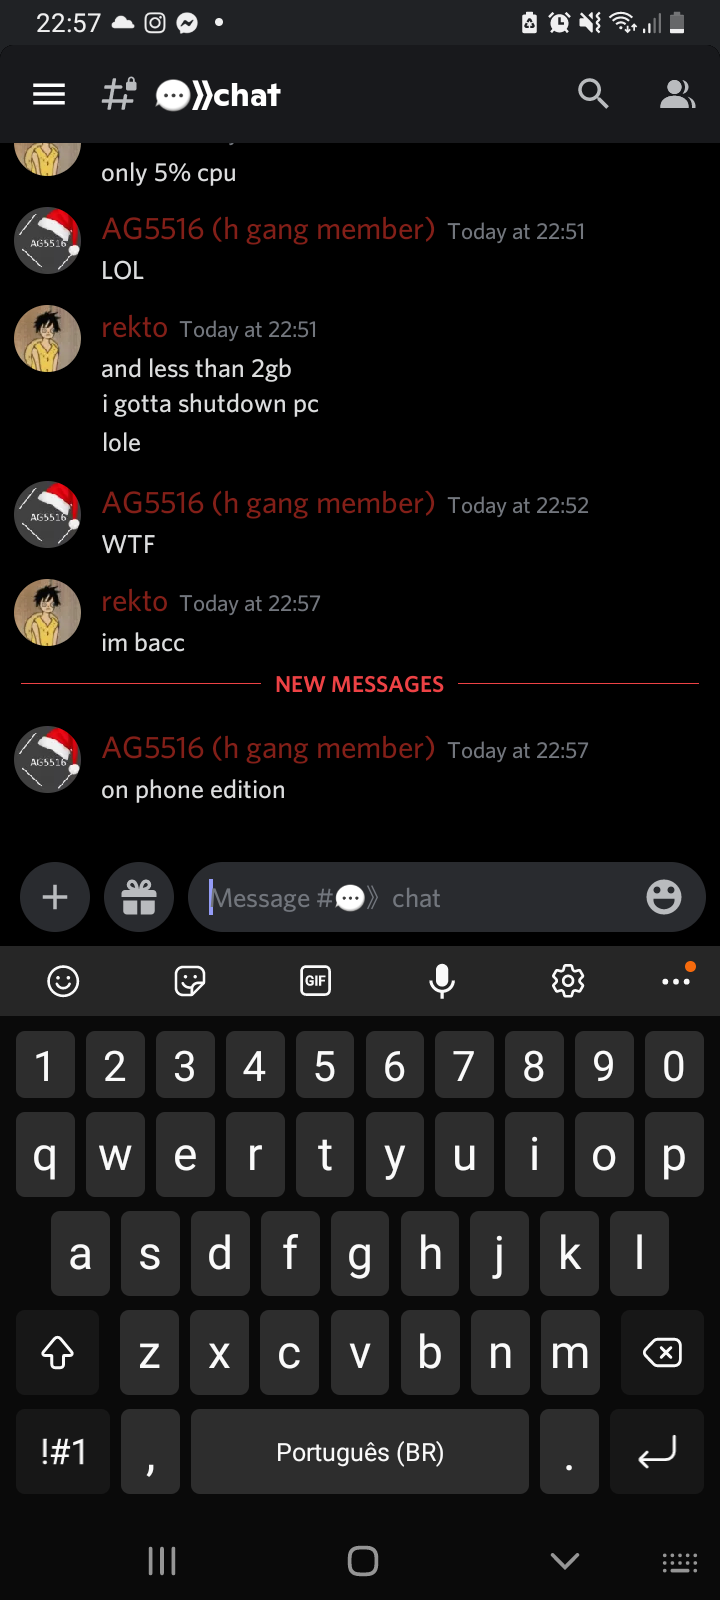 22:57
💬》chat
only 5% cpu
AG5516 (h gang member) Today at 22:51
LOL
rekto Today at 22:51
and less than 2gb
i gotta shutdown pc
lole
AG5516 (h gang member) Today at 22:52
WTF
rekto Today at 22:57
im bacc
NEW MESSAGES
AG5516 (h gang member) Today at 22:57
on phone edition
Message #💬》 chat
GIF
1 2 3 4 5 6 7 8 9 0
q w e r t y u i o p
a s d f g h j k l
z x c v b n m
!#1 , Português (BR) .